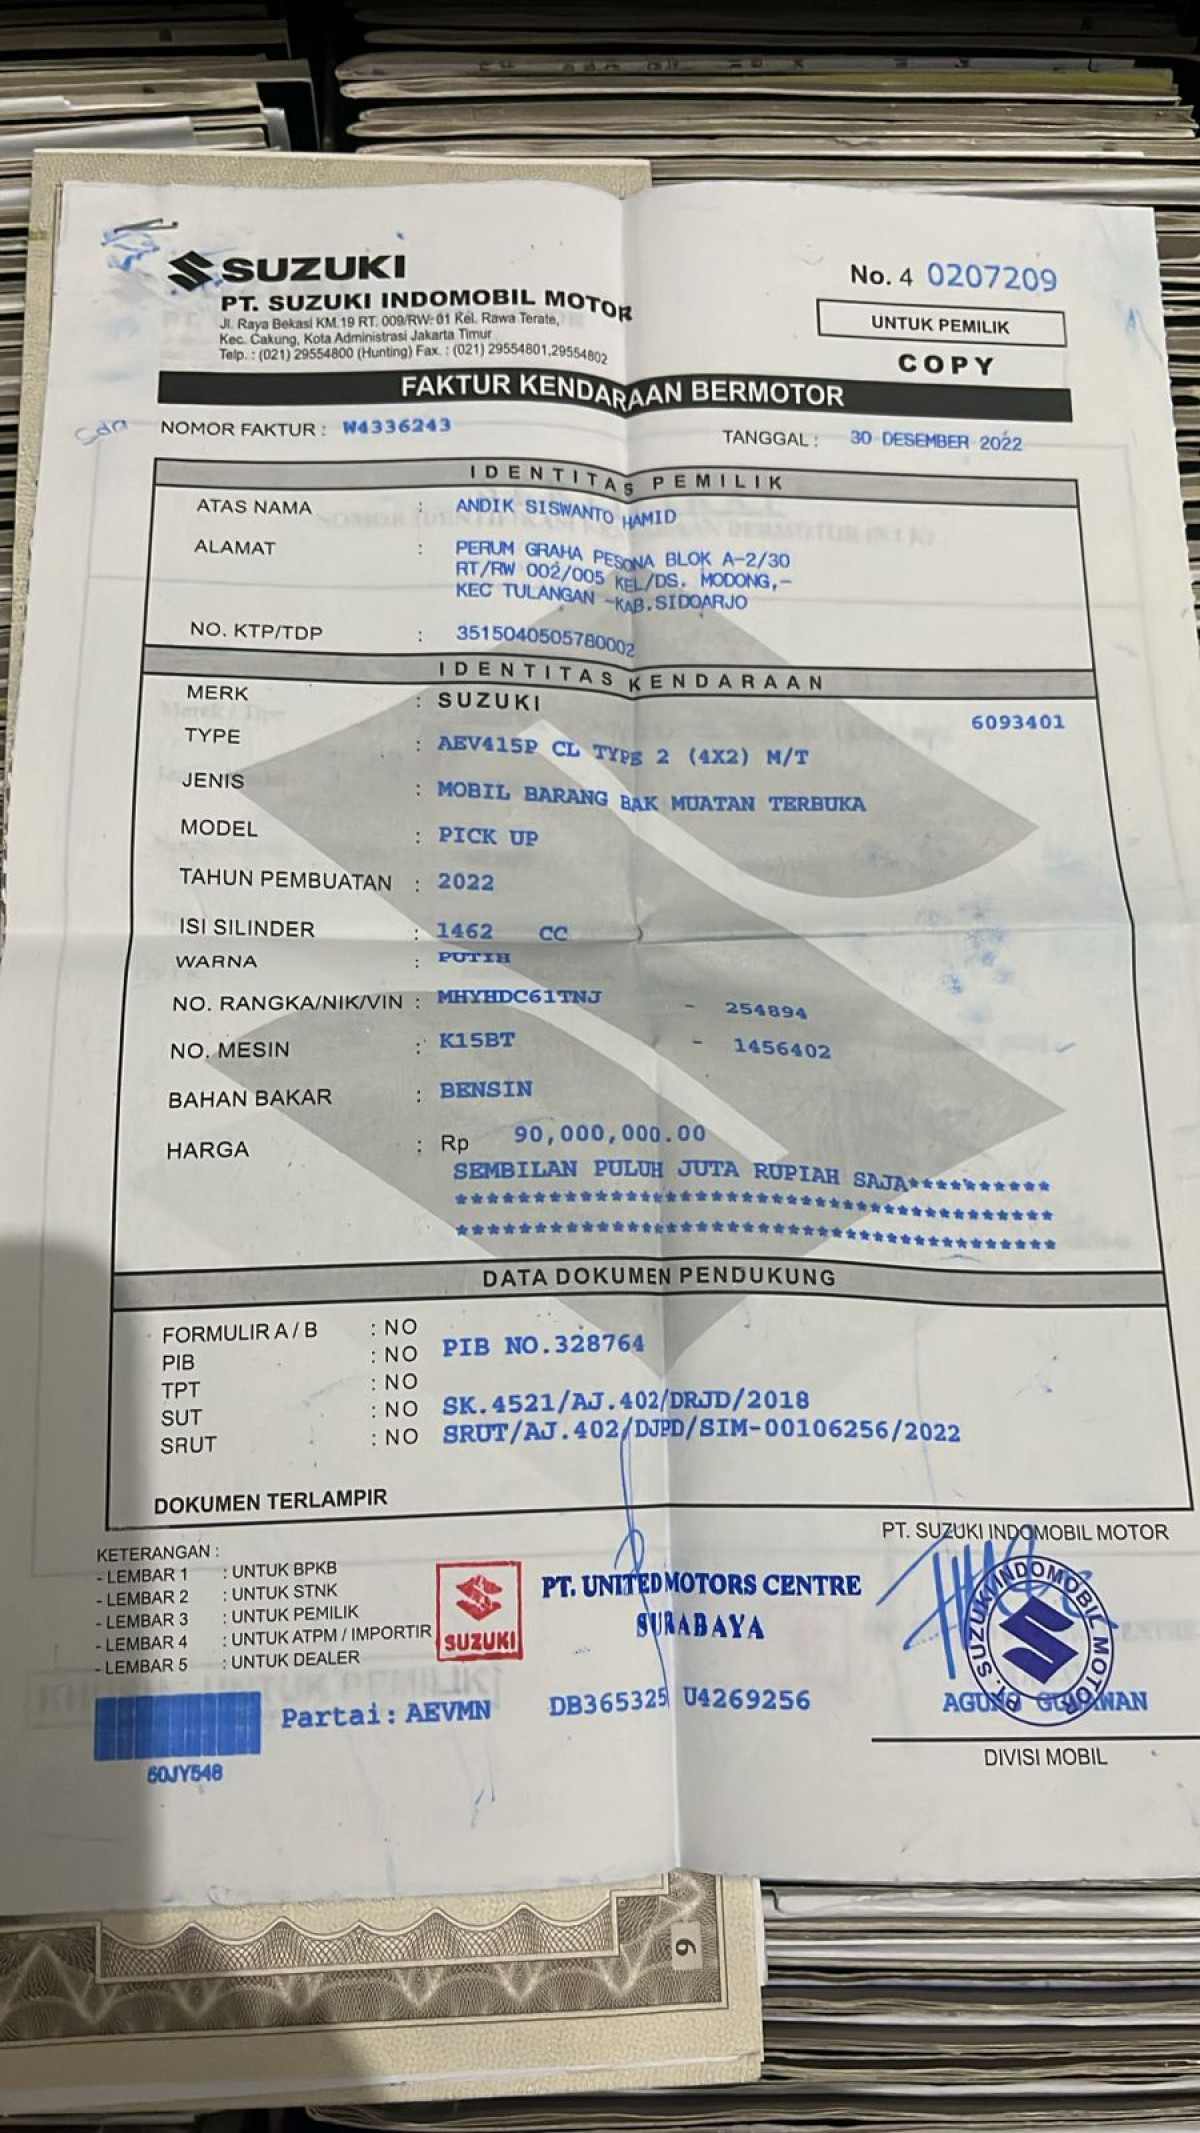 SUZUKI
PT. SUZUKI INDOMOBIL MOTOR
Jl. Raya Bekasi KM.19 RT. 009/RW: 01 Kel. Rawa Terate,
Kec. Cakung, Kota Administrasi Jakarta Timur
Telp. : (021) 29554800 (Hunting) Fax. : (021) 29554801,29554802
No. 4 0207209
UNTUK PEMILIK
COPY
FAKTUR KENDARAAN BERMOTOR
Sda
NOMOR FAKTUR : W4336243
TANGGAL : 30 DESEMBER 2022
IDENTITAS PEMILIK
ATAS NAMA : ANDIK SISWANTO HAMID
ALAMAT : PERUM GRAHA PESONA BLOK A-2/30
RT/RW 002/005 KEL/DS. MODONG,-
KEC TULANGAN -KAB.SIDOARJO
NO. KTP/TDP : 3515040505780002
IDENTITAS KENDARAAN
MERK : SUZUKI
6093401
TYPE : AEV415P CL TYPE 2 (4X2) M/T
JENIS : MOBIL BARANG BAK MUATAN TERBUKA
MODEL : PICK UP
TAHUN PEMBUATAN : 2022
ISI SILINDER : 1462 CC
WARNA : PUTIH
NO. RANGKA/NIK/VIN : MHYHDC61TNJ - 254894
NO. MESIN : K15BT - 1456402
BAHAN BAKAR : BENSIN
HARGA : Rp 90,000,000.00
SEMBILAN PULUH JUTA RUPIAH SAJA***********
***************************************
***************************************
DATA DOKUMEN PENDUKUNG
FORMULIR A / B : NO
PIB : NO PIB NO.328764
TPT : NO
SUT : NO SK.4521/AJ.402/DRJD/2018
SRUT : NO SRUT/AJ.402/DJPD/SIM-00106256/2022
DOKUMEN TERLAMPIR
KETERANGAN :
- LEMBAR 1 : UNTUK BPKB
- LEMBAR 2 : UNTUK STNK
- LEMBAR 3 : UNTUK PEMILIK
- LEMBAR 4 : UNTUK ATPM / IMPORTIR
- LEMBAR 5 : UNTUK DEALER
SUZUKI
PT. UNITED MOTORS CENTRE
SURABAYA
PT. SUZUKI INDOMOBIL MOTOR
PT. SUZUKI INDOMOBIL MOTOR
AGUNG GUNAWAN
DIVISI MOBIL
Partai: AEVMN DB365325 U4269256
60JY548
6